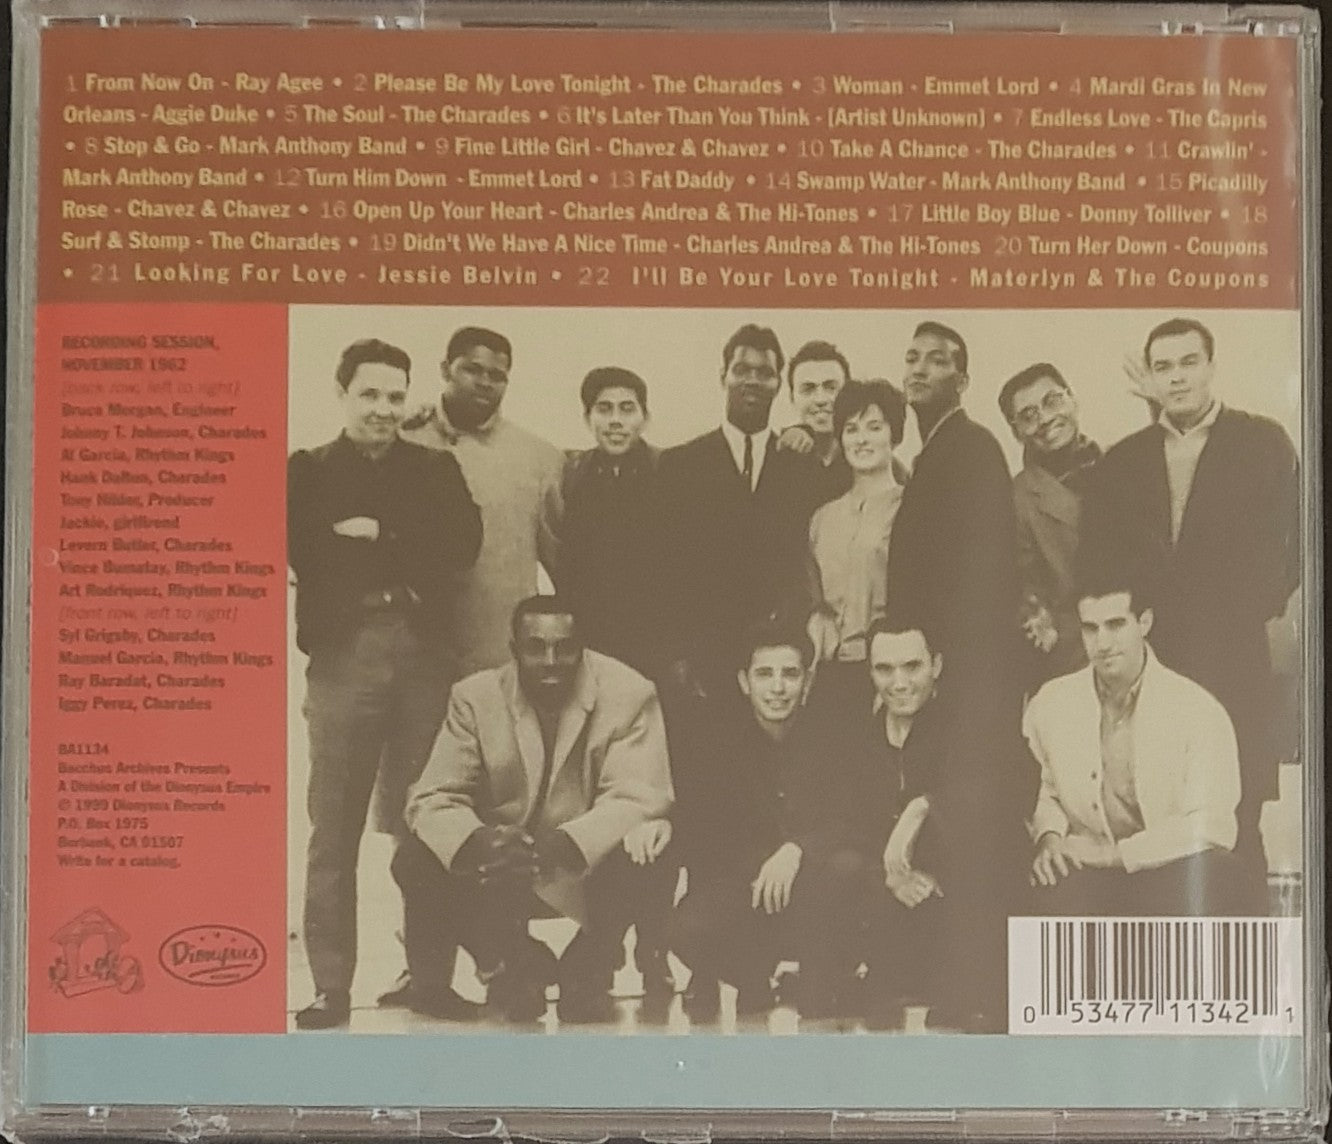 1 From Now On - Ray Agee • 2 Please Be My Love Tonight - The Charades • 3 Woman - Emmet Lord • 4 Mardi Gras In New
Orleans - Aggie Duke • 5 The Soul - The Charades • 6 It's Later Than You Think - (Artist Unknown) • 7 Endless Love - The Capris
• 8 Stop & Go - Mark Anthony Band • 9 Fine Little Girl - Chavez & Chavez • 10 Take A Chance - The Charades • 11 Crawlin' -
Mark Anthony Band • 12 Turn Him Down - Emmet Lord • 13 Fat Daddy • 14 Swamp Water - Mark Anthony Band • 15 Picadilly
Rose - Chavez & Chavez • 16 Open Up Your Heart - Charles Andrea & The Hi-Tones • 17 Little Boy Blue - Donny Tolliver • 18
Surf & Stomp - The Charades • 19 Didn't We Have A Nice Time - Charles Andrea & The Hi-Tones 20 Turn Her Down - Coupons
• 21 Looking For Love - Jessie Belvin • 22 I'll Be Your Love Tonight - Materlyn & The Coupons
RECORDING SESSION,
NOVEMBER 1962
(back row, left to right)
Bruce Morgan, Engineer
Johnny T. Johnson, Charades
Al Garcia, Rhythm Kings
Hank Dalton, Charades
Tony Hilder, Producer
Jackie, girlfirend
Levern Butler, Charades
Vince Bumatay, Rhythm Kings
Art Rodriquez, Rhythm Kings
(front row, left to right)
Syl Grigsby, Charades
Manuel Garcia, Rhythm Kings
Ray Baradat, Charades
Iggy Perez, Charades
BA1134
Bacchus Archives Presents
A Division of the Dionysus Empire
© 1999 Dionysus Records
P.O. Box 1975
Burbank, CA 91507
Write for a catalog.
Dionysus
RECORDS
0 53477 11342 1